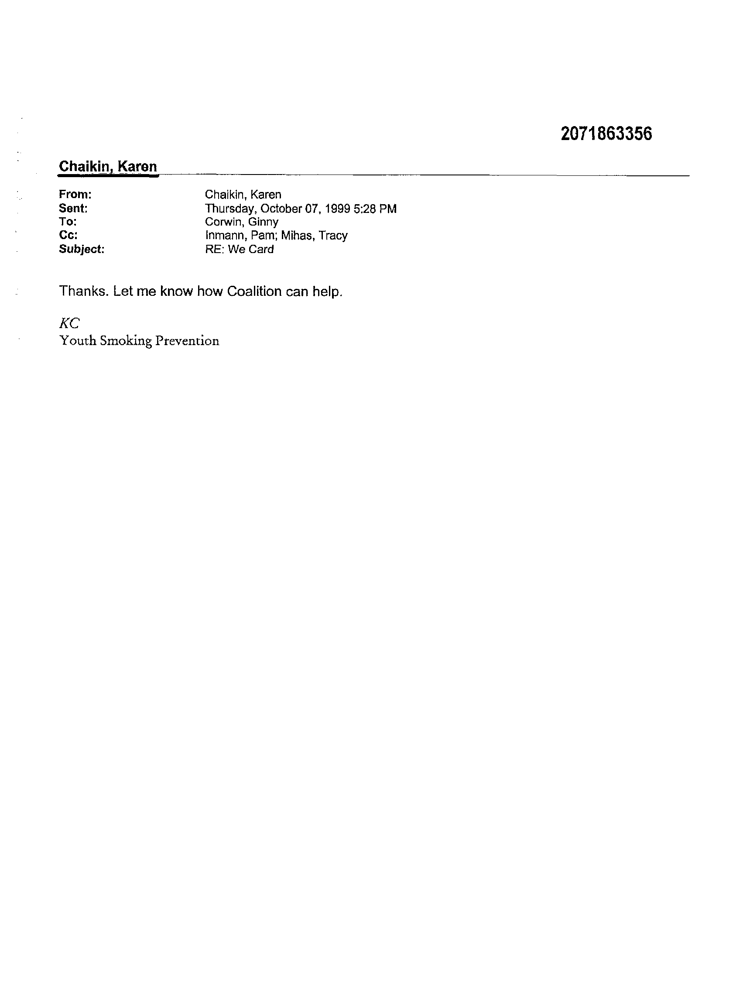 2071863356
Chaikin, Karen
From: Chaikin, Karen
Sent: Thursday, October 07, 1999 5:28 PM
To: Corwin, Ginny
Cc: Inmann, Pam; Mihas, Tracy
Subject: RE: We Card
Thanks. Let me know how Coalition can help.
KC
Youth Smoking Prevention